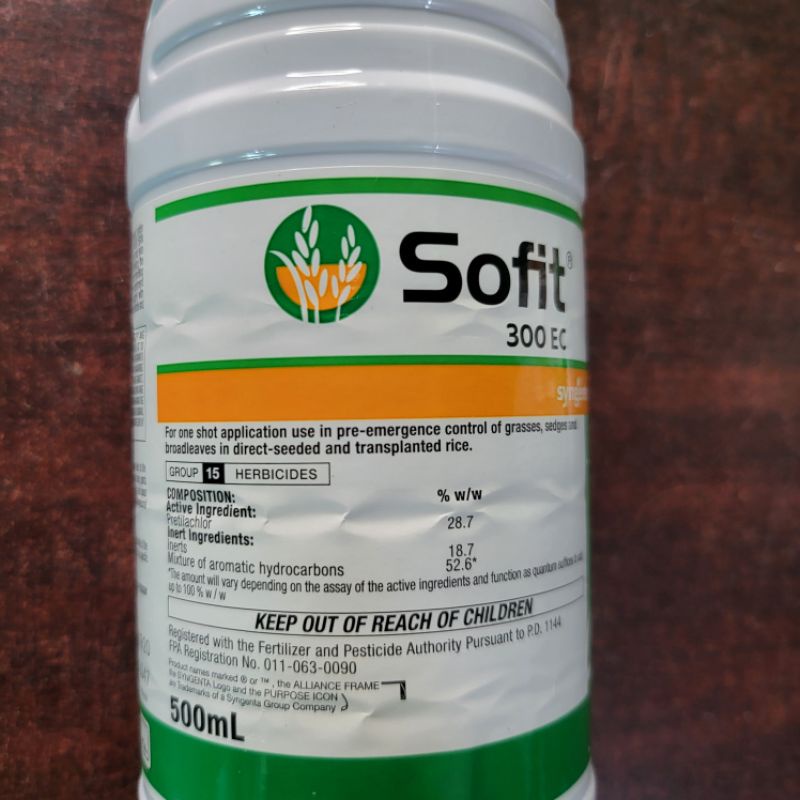 Sofit®
300 EC
For one shot application use in pre-emergence control of grasses, sedges and
broadleaves in direct-seeded and transplanted rice.
GROUP 15 HERBICIDES
COMPOSITION: % w/w
Active Ingredient:
Pretilachlor 28.7
Inert Ingredients:
Inerts 18.7
Mixture of aromatic hydrocarbons 52.6*
*The amount will vary depending on the assay of the active ingredients and function as quantum
up to 100 % w / w
KEEP OUT OF REACH OF CHILDREN
Registered with the Fertilizer and Pesticide Authority Pursuant to P.D. 1144
FPA Registration No. 011-063-0090
Product names marked ® or ™, the ALLIANCE FRAME
the SYNGENTA Logo and the PURPOSE ICON
are Trademarks of a Syngenta Group Company
500mL